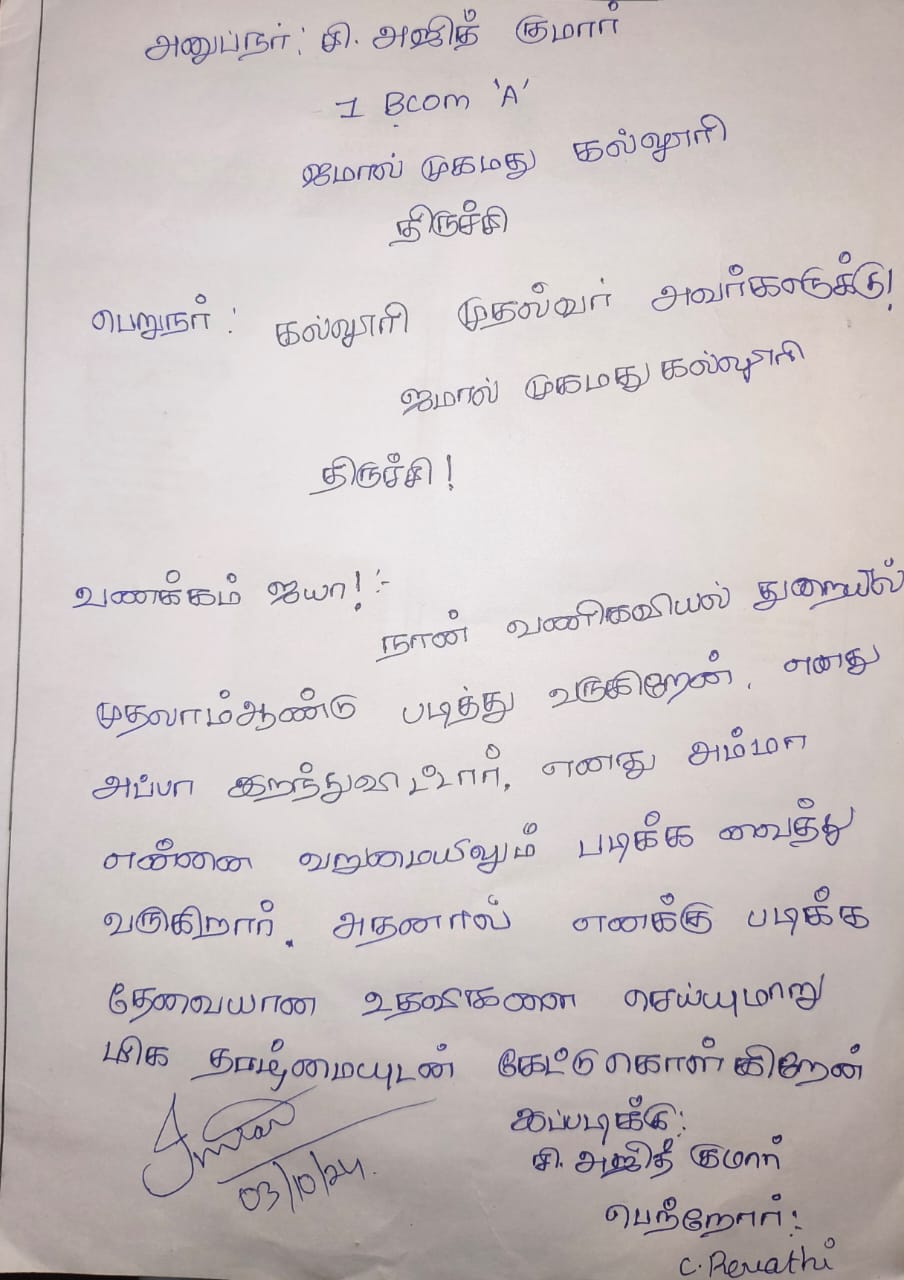 அனுப்நர்: சி. அஜித் குமார்
1 Bcom 'A'
ஜமால் முகமது கல்லூரி
திருச்சி
பெறுநர்: கல்லூரி முதல்வர் அவர்களுக்கு!
ஜமால் முகமது கல்லூரி
திருச்சி!
வணக்கம் ஐயா!:-
நான் வணிகவியல் துறையில்
முதலாம்ஆண்டு படித்து வருகிறேன். எனது
அப்பா இறந்துவிட்டார். எனது அம்மா
என்னை வறுமையிலும் படிக்க வைத்து
வருகிறார். அதனால் எனக்கு படிக்க
தேவையான உதவிகளை செய்யுமாறு
மிக தாழ்மையுடன் கேட்டு கொள்கிறேன்
இப்படிக்கு:
சி. அஜித் குமார்
03/10/24.
பெற்றோர்:
C. Revathi